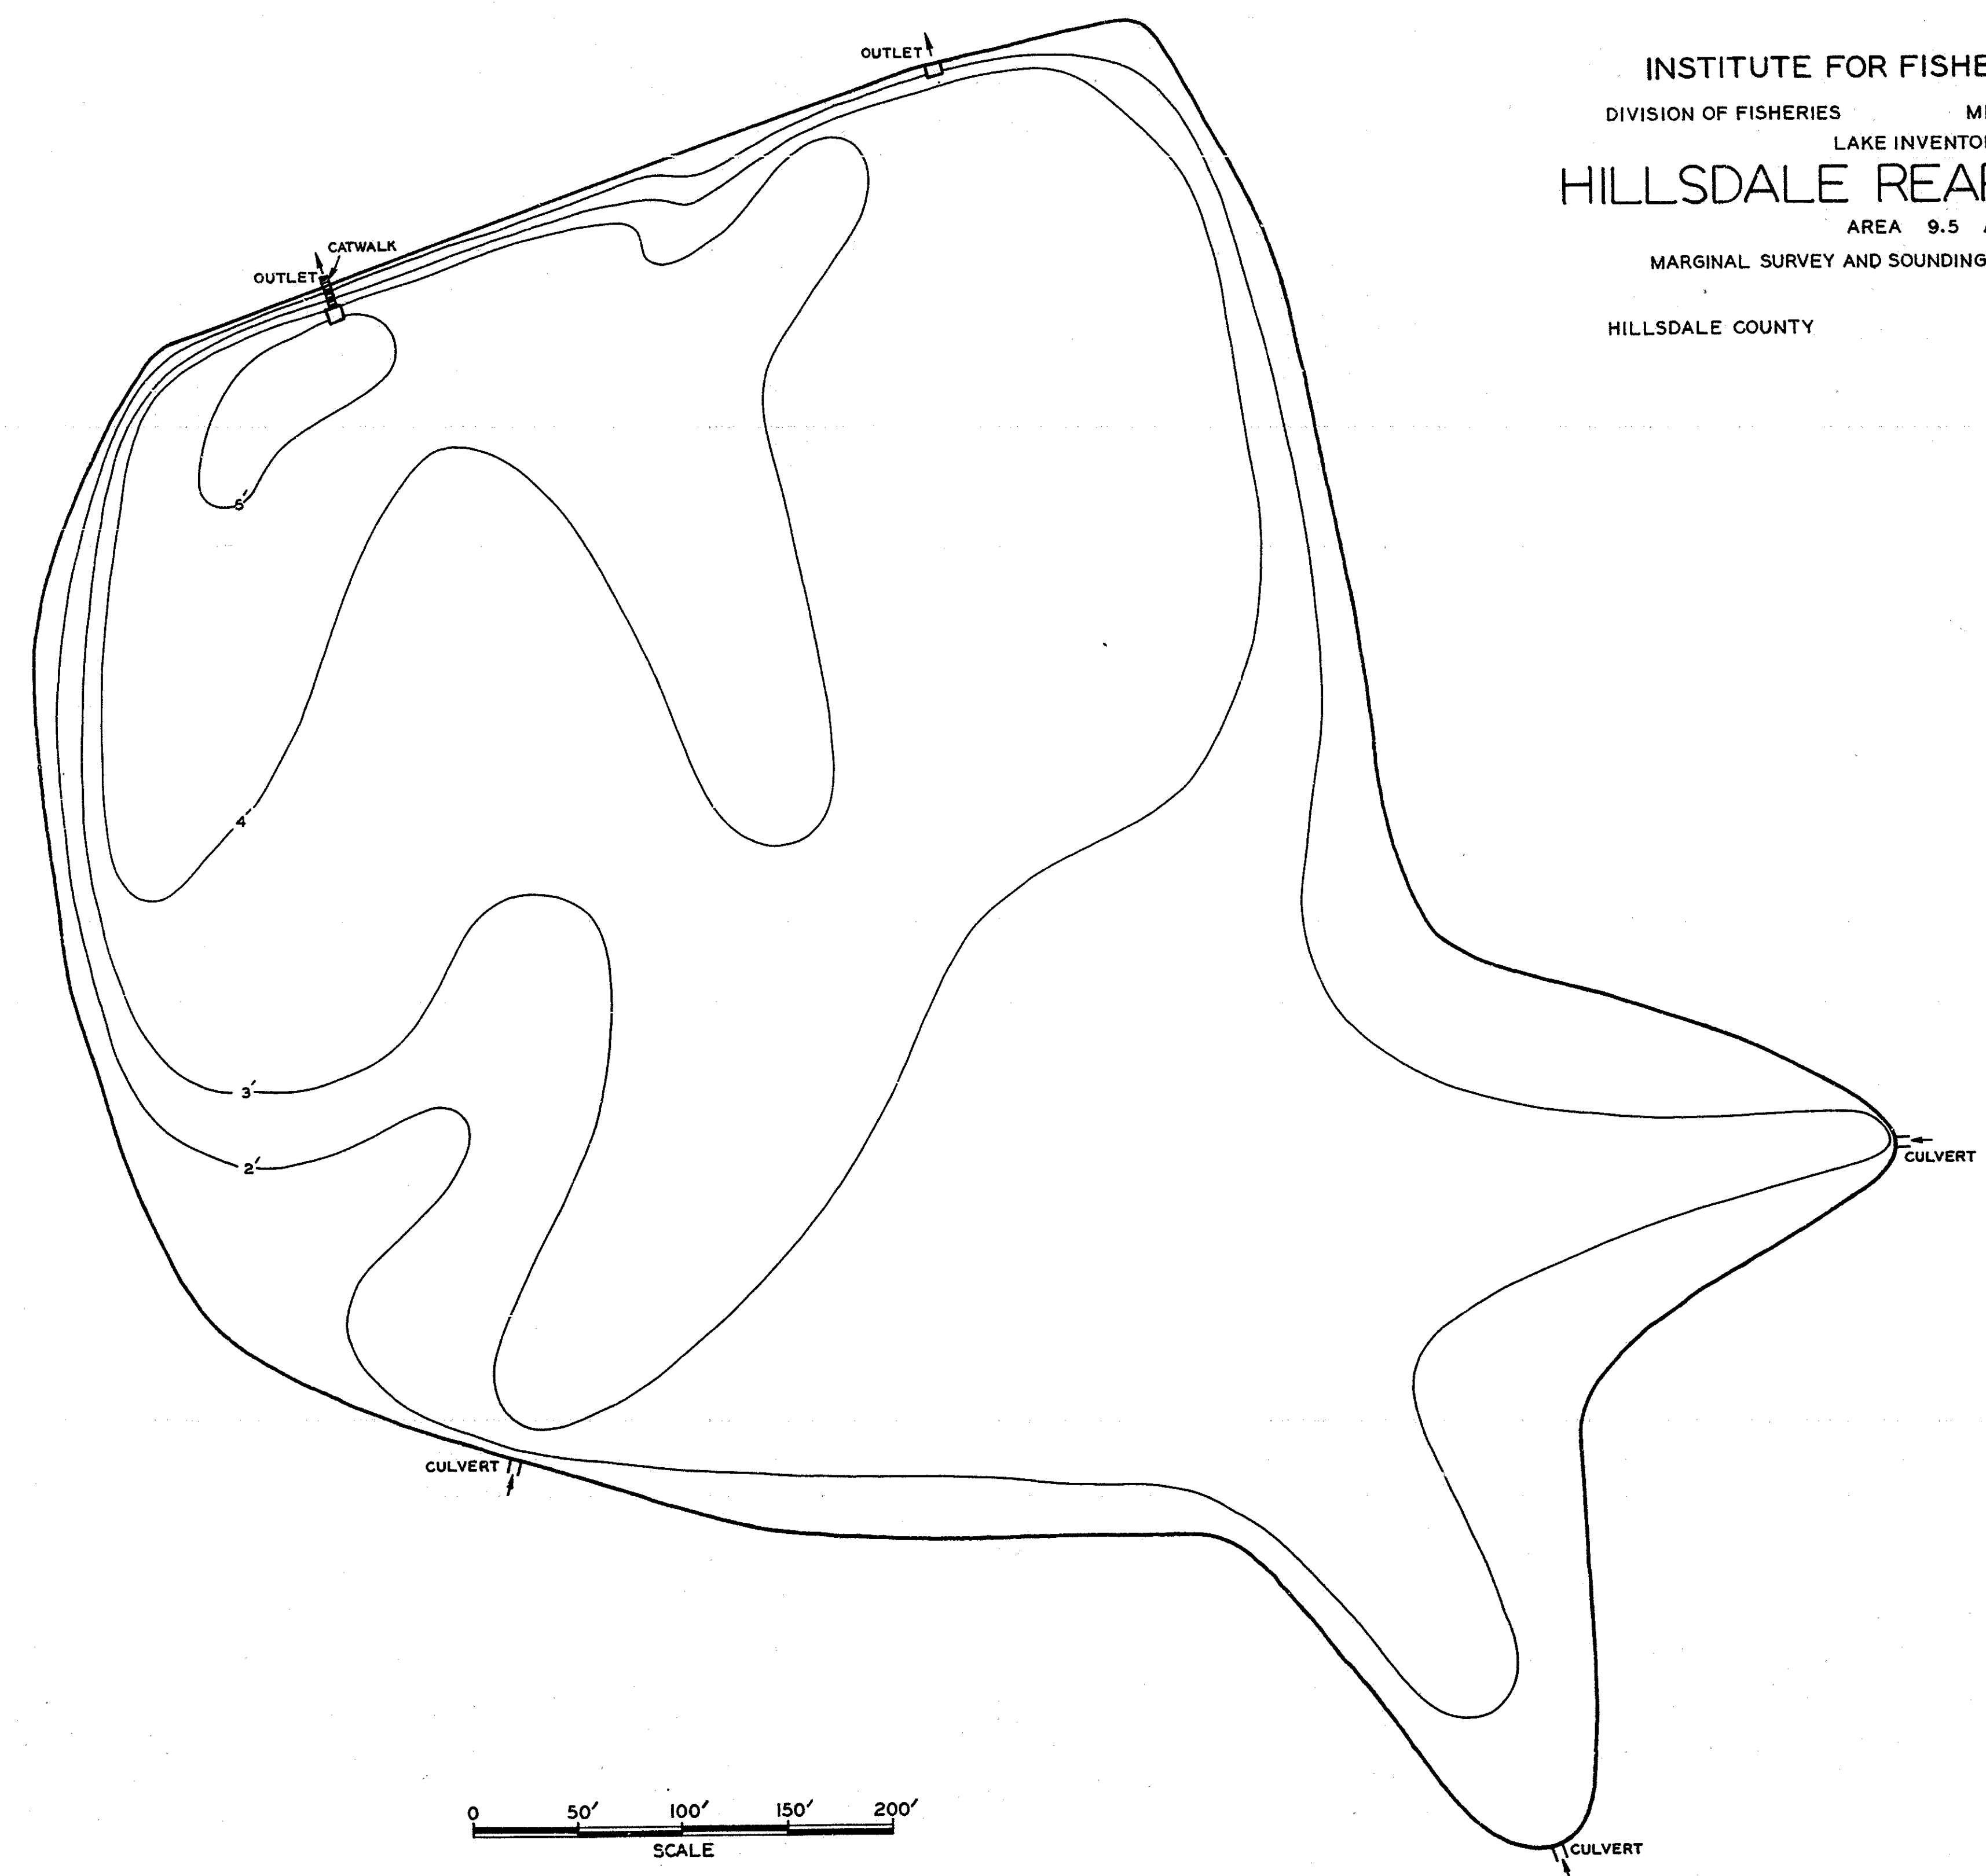 INSTITUTE FOR FISHE
DIVISION OF FISHERIES MI
LAKE INVENTO
HILLSDALE REAR
AREA 9.5
MARGINAL SURVEY AND SOUNDING
HILLSDALE COUNTY
OUTLET
CATWALK
OUTLET
5'
4'
3'
2'
CULVERT
CULVERT
0 50' 100' 150' 200'
SCALE
CULVERT